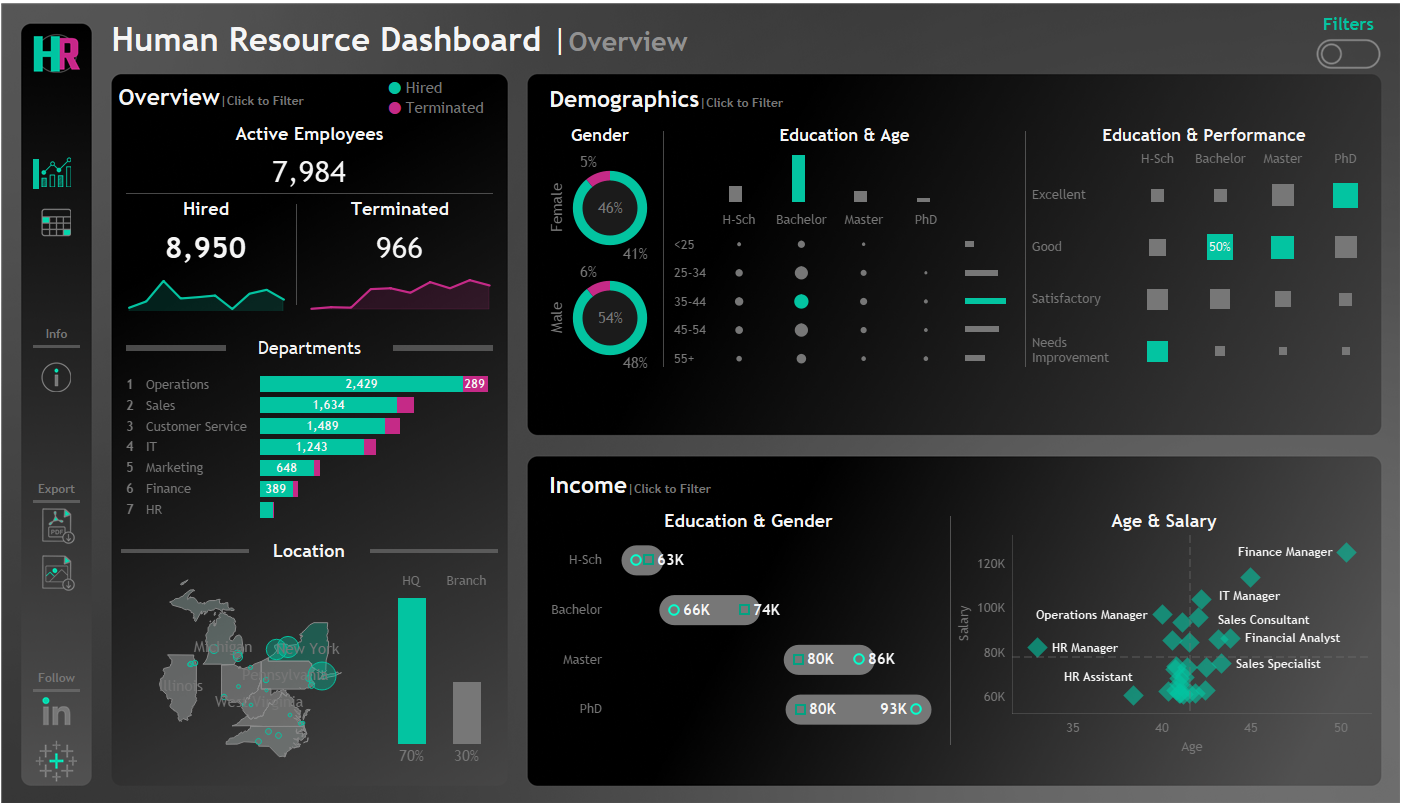 HR
Human Resource Dashboard | Overview
Filters
Overview | Click to Filter
Hired
Terminated
Active Employees
7,984
Hired
8,950
Terminated
966
Departments
1 Operations 2,429 289
2 Sales 1,634
3 Customer Service 1,489
4 IT 1,243
5 Marketing 648
6 Finance 389
7 HR
Location
Michigan
New York
Illinois
Pennsylvania
West Virginia
HQ Branch
70% 30%
Info
Export
PDF
Follow
in
Demographics | Click to Filter
Gender
Female
5%
46%
41%
Male
6%
54%
48%
Education & Age
H-Sch Bachelor Master PhD
<25
25-34
35-44
45-54
55+
Education & Performance
H-Sch Bachelor Master PhD
Excellent
Good 50%
Satisfactory
Needs
Improvement
Income | Click to Filter
Education & Gender
H-Sch 63K
Bachelor 66K 74K
Master 80K 86K
PhD 80K 93K
Age & Salary
Salary
120K
100K
80K
60K
Finance Manager
IT Manager
Operations Manager
Sales Consultant
Financial Analyst
HR Manager
Sales Specialist
HR Assistant
35 40 45 50
Age